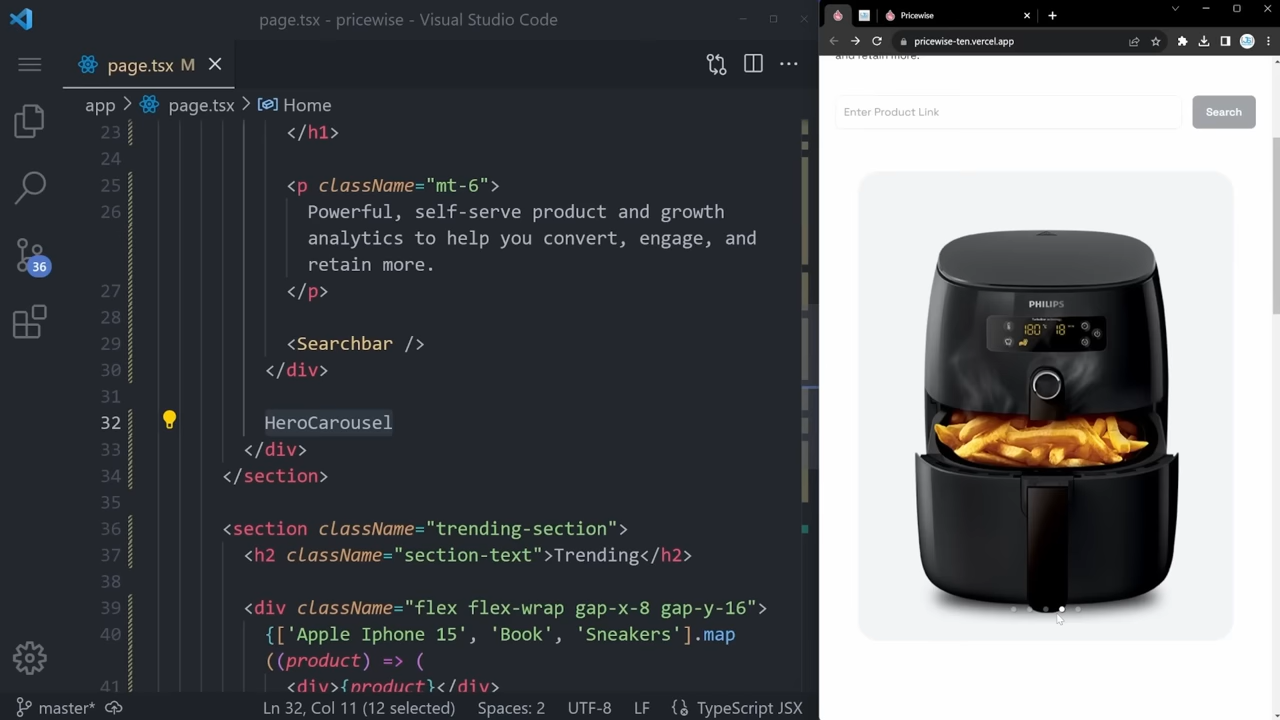 page.tsx - pricewise - Visual Studio Code
page.tsx M
app > page.tsx > Home
23 </h1>
24
25 <p className="mt-6">
26 Powerful, self-serve product and growth
analytics to help you convert, engage, and
retain more.
27 </p>
28
29 <Searchbar />
30 </div>
31
32 HeroCarousel
33 </div>
34 </section>
35
36 <section className="trending-section">
37 <h2 className="section-text">Trending</h2>
38
39 <div className="flex flex-wrap gap-x-8 gap-y-16">
40 {['Apple Iphone 15', 'Book', 'Sneakers'].map
((product) => (
41 <div>{product}</div>
36
master*
Ln 32, Col 11 (12 selected)
Spaces: 2
UTF-8
LF
TypeScript JSX
Pricewise
pricewise-ten.vercel.app
and retain more.
Enter Product Link
Search
PHILIPS
180
18